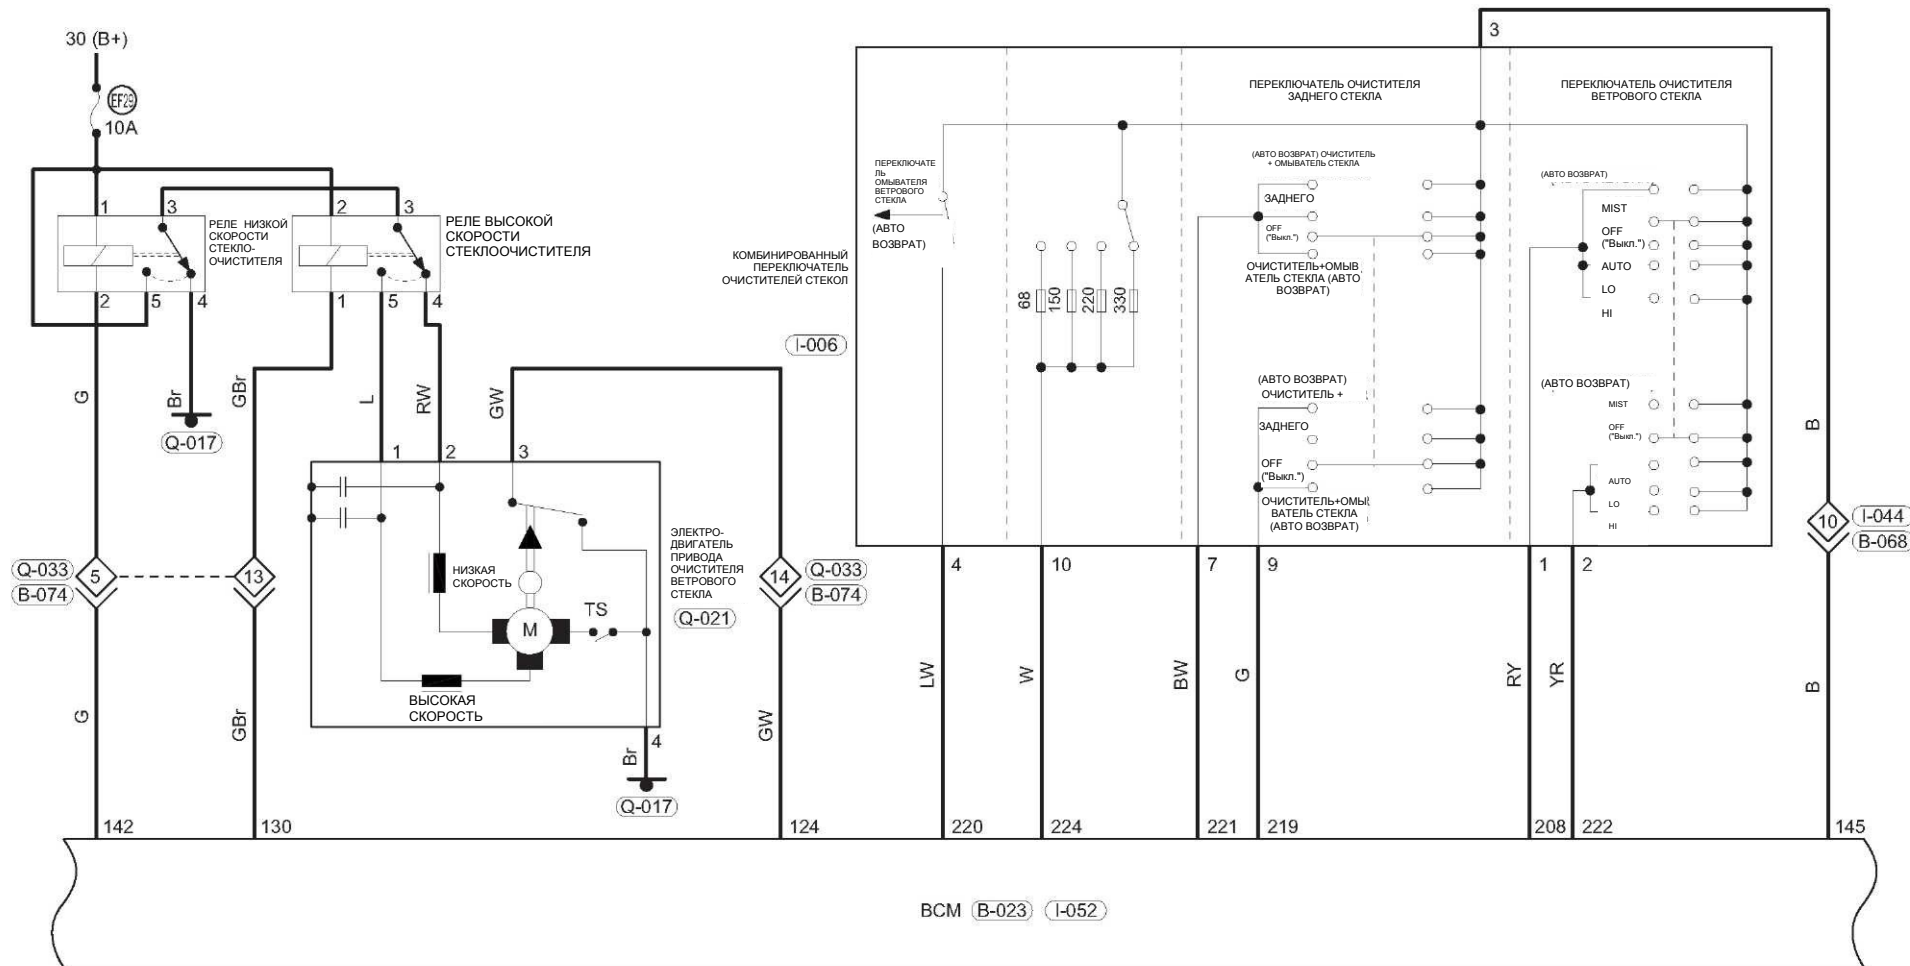 30 (B+)
EF29
10A
1
3
2
3
РЕЛЕ НИЗКОЙ
СКОРОСТИ
СТЕКЛО-
ОЧИСТИТЕЛЯ
РЕЛЕ ВЫСОКОЙ
СКОРОСТИ
СТЕКЛООЧИСТИТЕЛЯ
2
5
4
1
5
4
G
Br
GBr
L
RW
GW
Q-017
1
2
3
НИЗКАЯ
СКОРОСТЬ
TS
M
ВЫСОКАЯ
СКОРОСТЬ
ЭЛЕКТРО-
ДВИГАТЕЛЬ
ПРИВОДА
ОЧИСТИТЕЛЯ
ВЕТРОВОГО
СТЕКЛА
Q-021
4
Br
Q-017
Q-033
5
B-074
13
14
Q-033
B-074
G
GBr
GW
142
130
124
КОМБИНИРОВАННЫЙ
ПЕРЕКЛЮЧАТЕЛЬ
ОЧИСТИТЕЛЕЙ СТЕКОЛ
I-006
3
ПЕРЕКЛЮЧАТЕ
ЛЬ
ОМЫВАТЕЛЯ
ВЕТРОВОГО
СТЕКЛА
(АВТО
ВОЗВРАТ)
68
150
220
330
ПЕРЕКЛЮЧАТЕЛЬ ОЧИСТИТЕЛЯ
ЗАДНЕГО СТЕКЛА
(АВТО ВОЗВРАТ) ОЧИСТИТЕЛЬ
+ ОМЫВАТЕЛЬ СТЕКЛА
ЗАДНЕГО
OFF
("Выкл.")
ОЧИСТИТЕЛЬ+ОМЫВ
АТЕЛЬ СТЕКЛА (АВТО
ВОЗВРАТ)
(АВТО ВОЗВРАТ)
ОЧИСТИТЕЛЬ +
ЗАДНЕГО
OFF
("Выкл.")
ОЧИСТИТЕЛЬ+ОМЫ
ВАТЕЛЬ СТЕКЛА
(АВТО ВОЗВРАТ)
ПЕРЕКЛЮЧАТЕЛЬ ОЧИСТИТЕЛЯ
ВЕТРОВОГО СТЕКЛА
(АВТО ВОЗВРАТ)
MIST
OFF
("Выкл.")
AUTO
LO
HI
(АВТО ВОЗВРАТ)
MIST
OFF
("Выкл.")
AUTO
LO
HI
4
10
7
9
1
2
LW
W
BW
G
RY
YR
B
10
I-044
B-068
B
220
224
221
219
208
222
145
BCM B-023 I-052